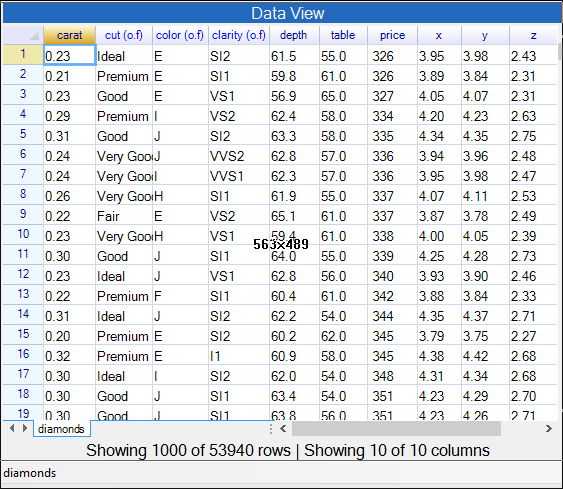 Data View
carat cut (o.f) color (o.f) clarity (o.f) depth table price x y z
1 0.23 Ideal E SI2 61.5 55.0 326 3.95 3.98 2.43
2 0.21 Premium E SI1 59.8 61.0 326 3.89 3.84 2.31
3 0.23 Good E VS1 56.9 65.0 327 4.05 4.07 2.31
4 0.29 Premium I VS2 62.4 58.0 334 4.20 4.23 2.63
5 0.31 Good J SI2 63.3 58.0 335 4.34 4.35 2.75
6 0.24 Very Good J VVS2 62.8 57.0 336 3.94 3.96 2.48
7 0.24 Very Good I VVS1 62.3 57.0 336 3.95 3.98 2.47
8 0.26 Very Good H SI1 61.9 55.0 337 4.07 4.11 2.53
9 0.22 Fair E VS2 65.1 61.0 337 3.87 3.78 2.49
10 0.23 Very Good H VS1 59.4 61.0 338 4.00 4.05 2.39
563×489
11 0.30 Good J SI1 64.0 55.0 339 4.25 4.28 2.73
12 0.23 Ideal J VS1 62.8 56.0 340 3.93 3.90 2.46
13 0.22 Premium F SI1 60.4 61.0 342 3.88 3.84 2.33
14 0.31 Ideal J SI2 62.2 54.0 344 4.35 4.37 2.71
15 0.20 Premium E SI2 60.2 62.0 345 3.79 3.75 2.27
16 0.32 Premium E I1 60.9 58.0 345 4.38 4.42 2.68
17 0.30 Ideal I SI2 62.0 54.0 348 4.31 4.34 2.68
18 0.30 Good J SI1 63.4 54.0 351 4.23 4.29 2.70
19 0.30 Good J SI1 63.8 56.0 351 4.23 4.26 2.71
diamonds
Showing 1000 of 53940 rows | Showing 10 of 10 columns
diamonds